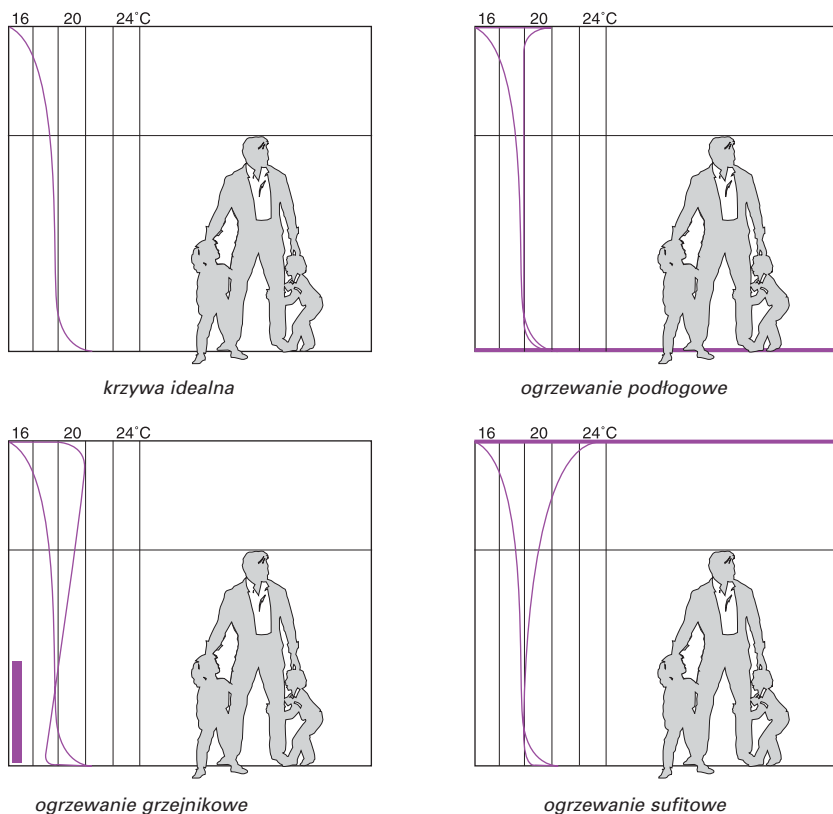 16 20 24°C
16 20 24°C
krzywa idealna
ogrzewanie podłogowe
16 20 24°C
16 20 24°C
ogrzewanie grzejnikowe
ogrzewanie sufitowe